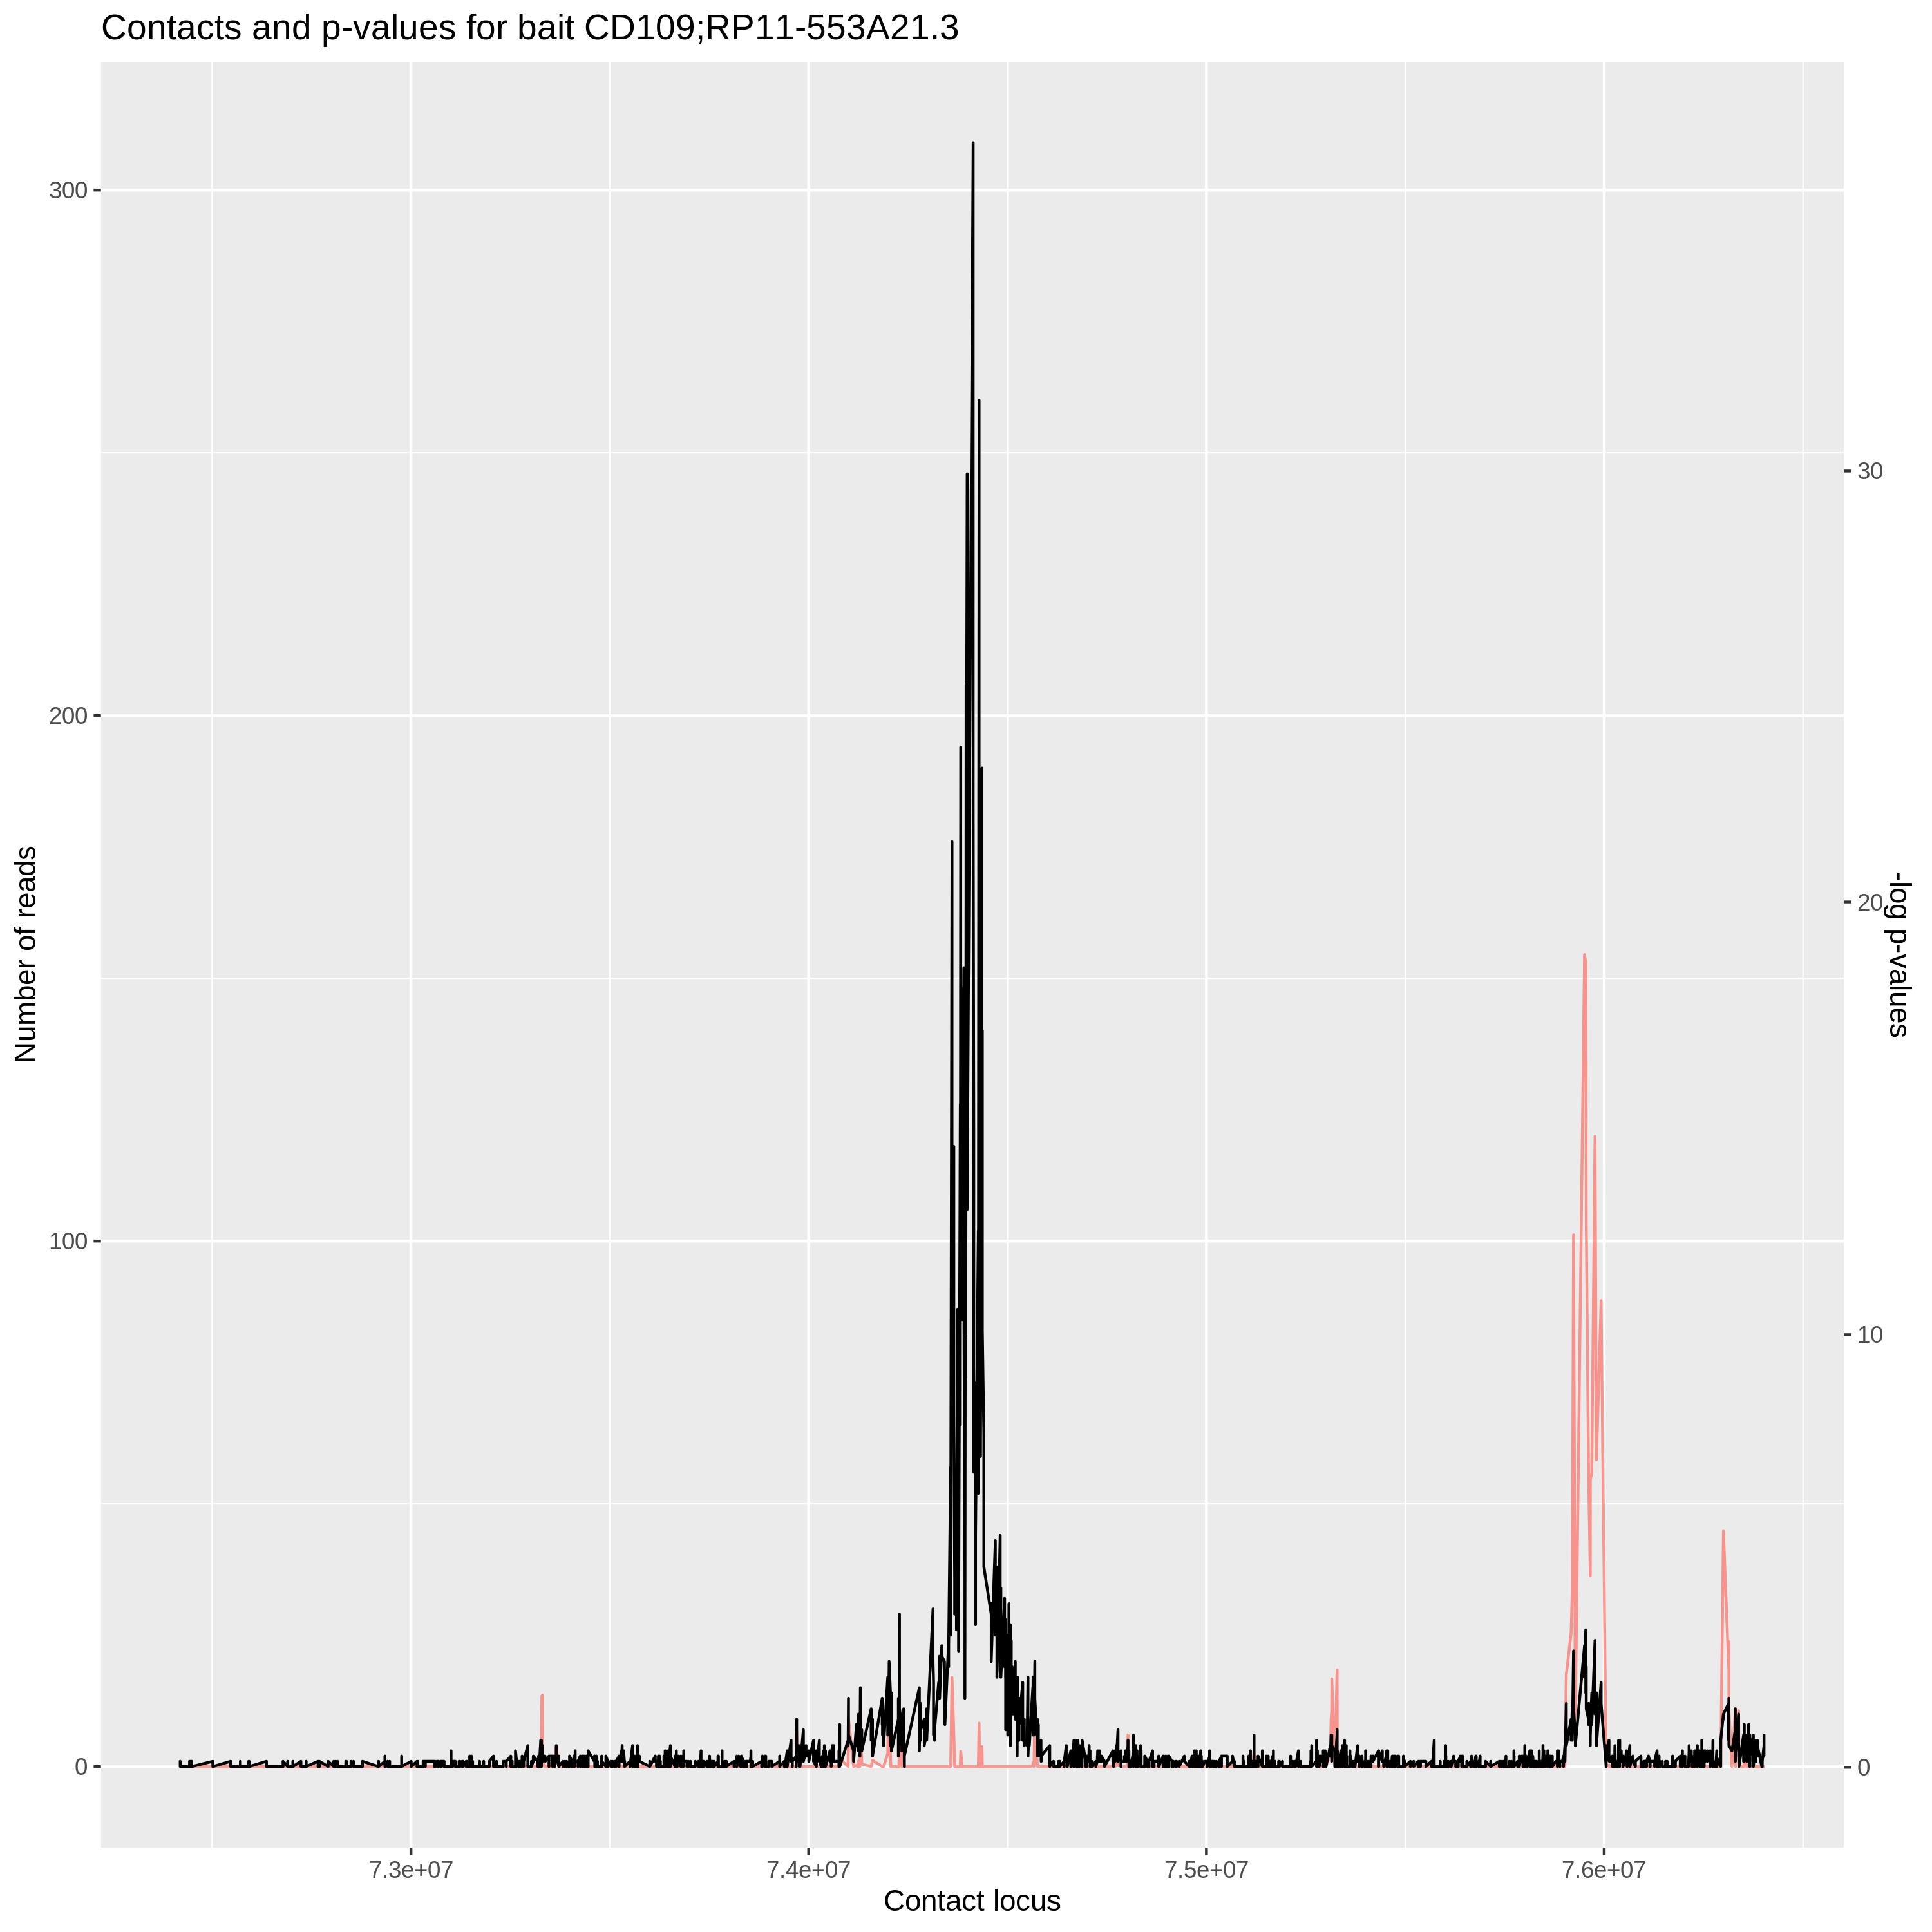 Contacts and p-values for bait CD109;RP11-553A21.3
300
200
100
0
Number of reads
30
20
10
0
-log p-values
7.3e+07 7.4e+07 7.5e+07 7.6e+07
Contact locus